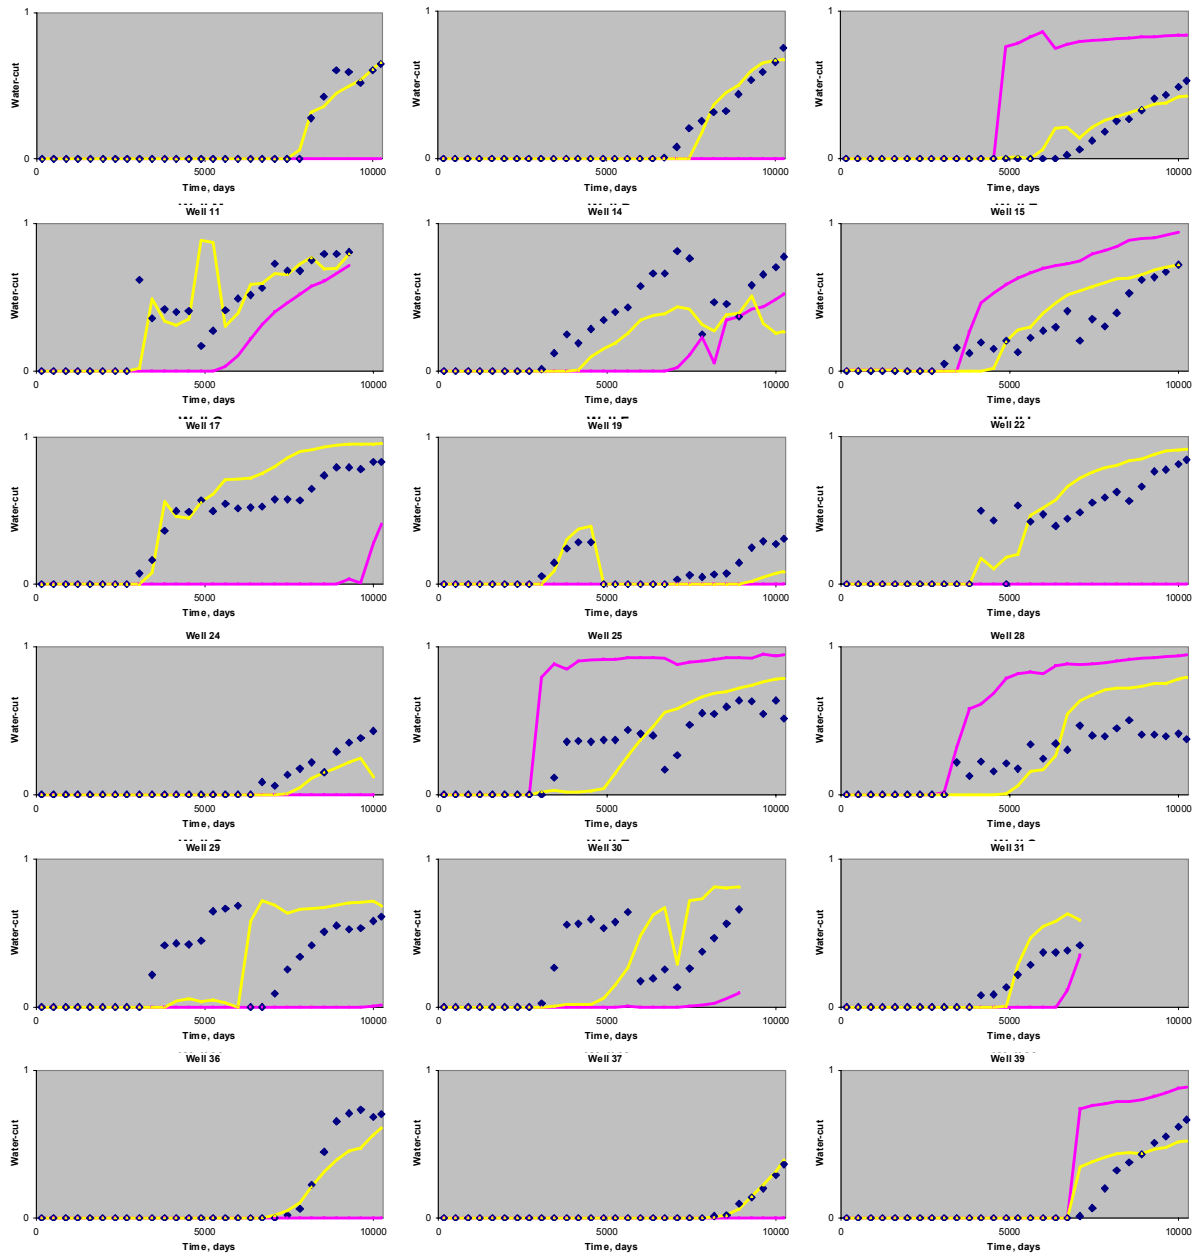 1
Water-cut
0
0 10000
Time, days
1
Water-cut
0
0 10000
Time, days
1
Water-cut
0
0 10000
Time, days
Well 11
1
Water-cut
0
0 5000 10000
Time, days
Well 14
1
Water-cut
0
0 5000 10000
Time, days
Well 15
1
Water-cut
0
0 5000 10000
Time, days
Well 17
1
Water-cut
0
0 5000 10000
Time, days
Well 19
1
Water-cut
0
0 5000 10000
Time, days
Well 22
1
Water-cut
0
0 5000 10000
Time, days
Well 24
1
Water-cut
0
0 5000 10000
Time, days
Well 25
1
Water-cut
0
0 5000 10000
Time, days
Well 28
1
Water-cut
0
0 5000 10000
Time, days
Well 29
1
Water-cut
0
0 5000 10000
Time, days
Well 30
1
Water-cut
0
0 5000 10000
Time, days
Well 31
1
Water-cut
0
0 5000 10000
Time, days
Well 36
1
Water-cut
0
0 5000 10000
Time, days
Well 37
1
Water-cut
0
0 5000 10000
Time, days
Well 39
1
Water-cut
0
0 5000 10000
Time, days